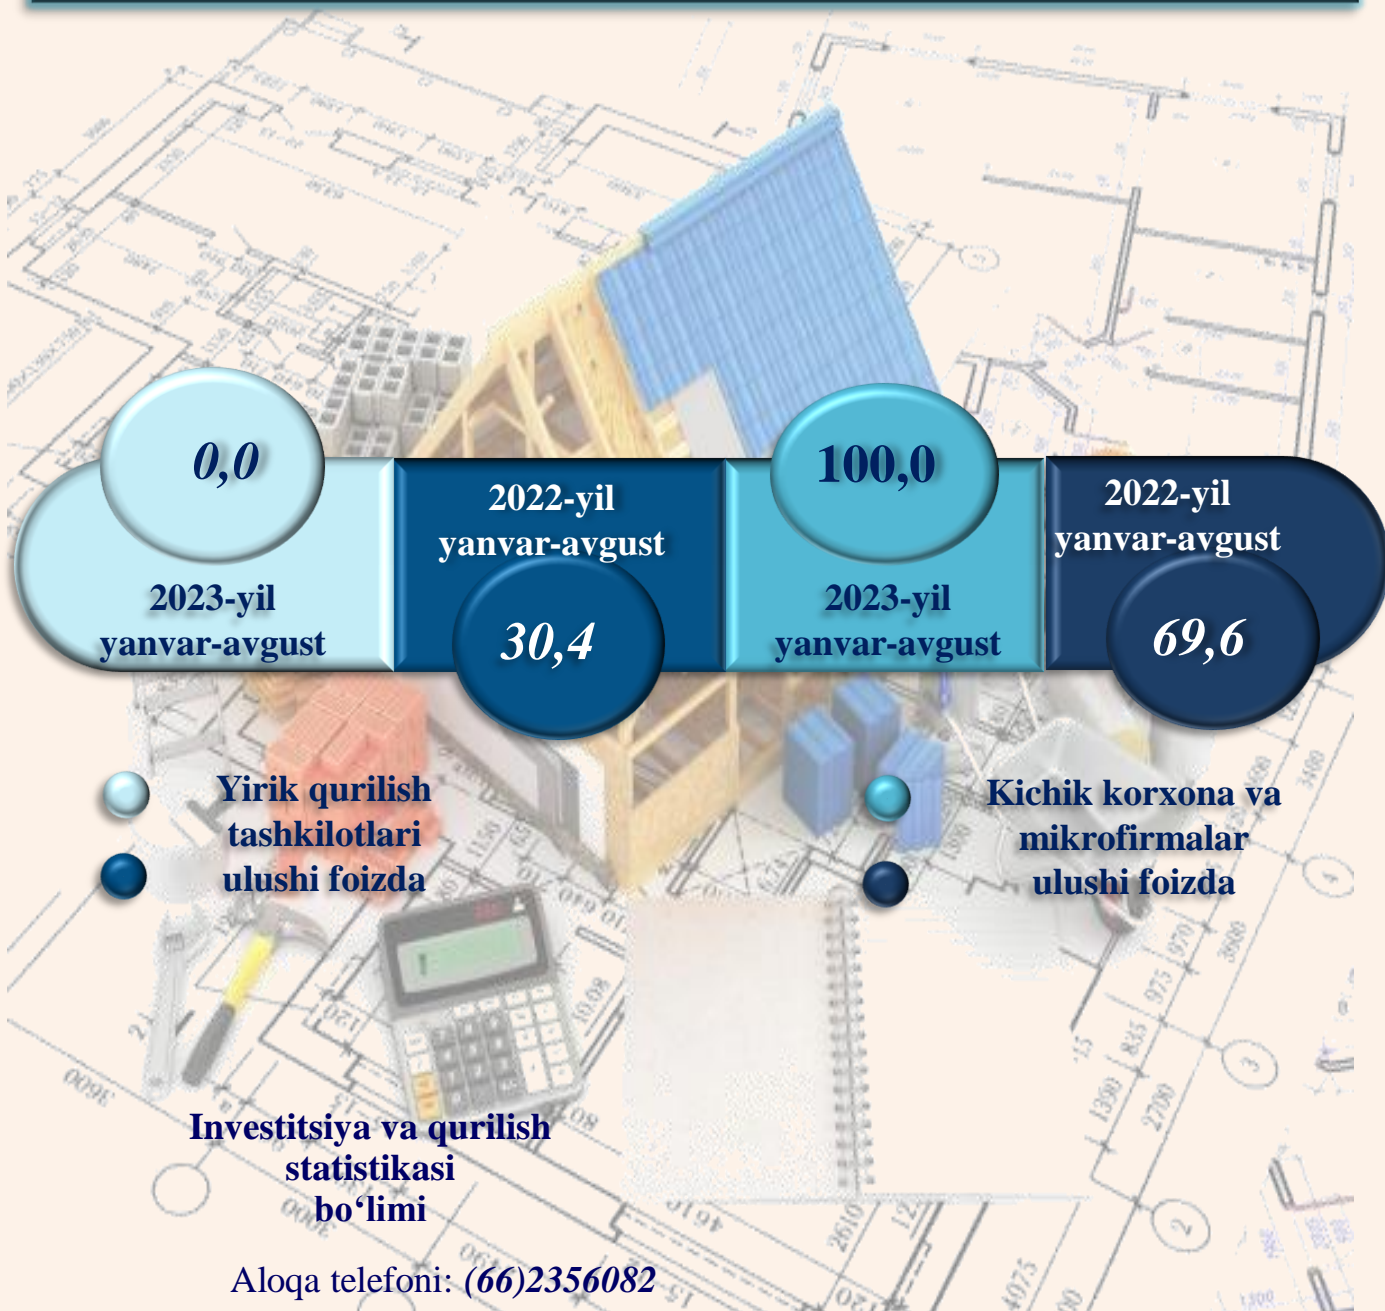 0,0
2023-yil
yanvar-avgust
2022-yil
yanvar-avgust
30,4
100,0
2023-yil
yanvar-avgust
2022-yil
yanvar-avgust
69,6
Yirik qurilish
tashkilotlari
ulushi foizda
Kichik korxona va
mikrofirmalar
ulushi foizda
Investitsiya va qurilish
statistikasi
bo‘limi
Aloqa telefoni: (66)2356082